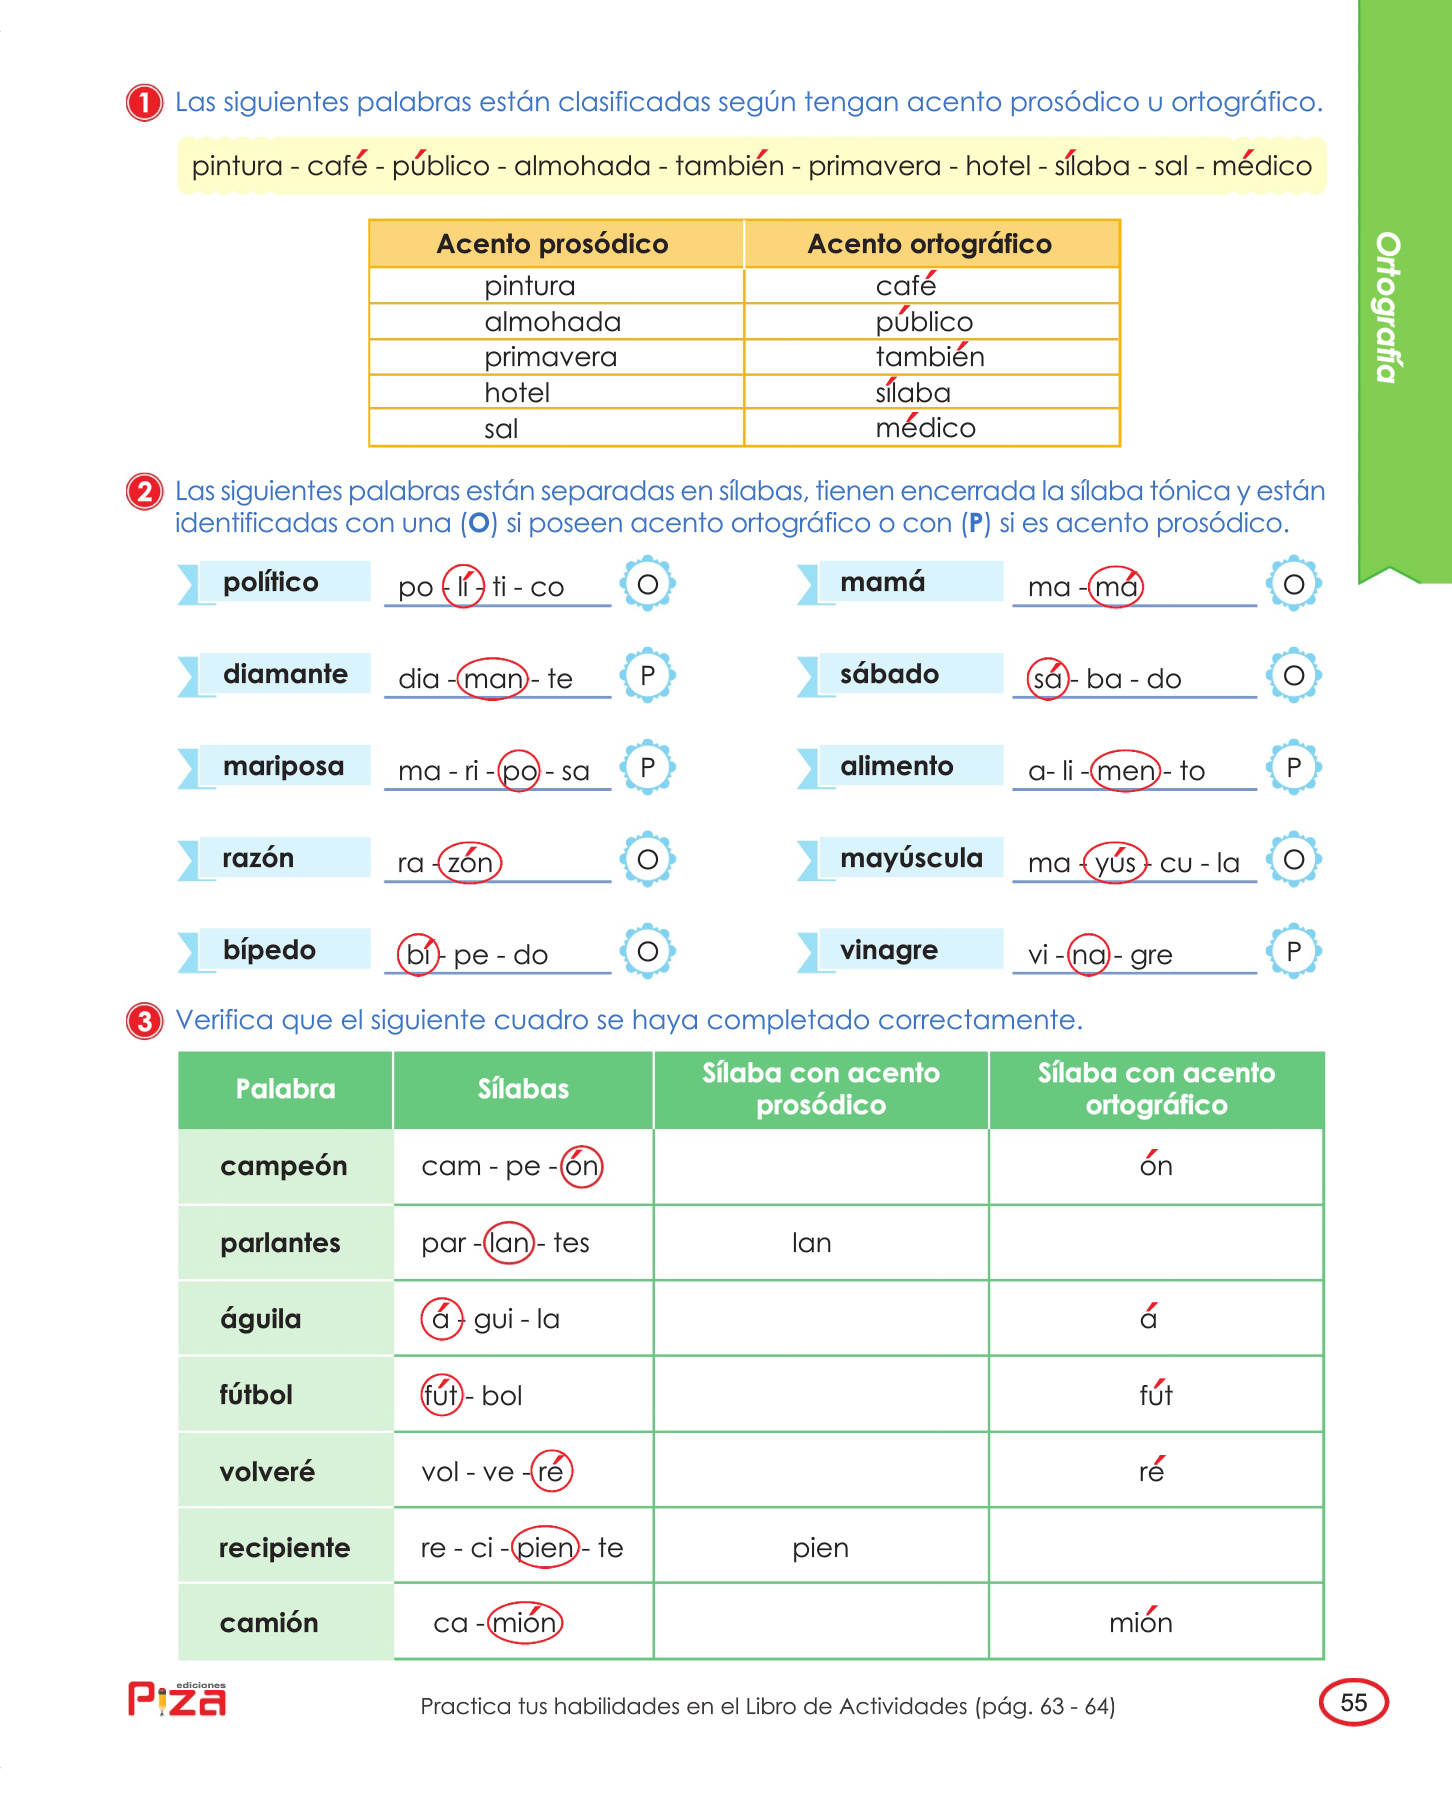 1 Las siguientes palabras están clasificadas según tengan acento prosódico u ortográfico.
pintura - café - público - almohada - también - primavera - hotel - sílaba - sal - médico
Acento prosódico Acento ortográfico
pintura café
almohada público
primavera también
hotel sílaba
sal médico
Ortografía
2 Las siguientes palabras están separadas en sílabas, tienen encerrada la sílaba tónica y están
identificadas con una (O) si poseen acento ortográfico o con (P) si es acento prosódico.
político po - lí - ti - co O mamá ma - má O
diamante dia - man - te P sábado sá - ba - do O
mariposa ma - ri - po - sa P alimento a- li - men - to P
razón ra - zón O mayúscula ma - yús - cu - la O
bípedo bí - pe - do O vinagre vi - na - gre P
3 Verifica que el siguiente cuadro se haya completado correctamente.
Palabra Sílabas Sílaba con acento prosódico Sílaba con acento ortográfico
campeón cam - pe - ón ón
parlantes par - lan - tes lan
águila á - gui - la á
fútbol fút - bol fút
volveré vol - ve - ré ré
recipiente re - ci - pien - te pien
camión ca - mión mión
ediciones
Piza
Practica tus habilidades en el Libro de Actividades (pág. 63 - 64)
55